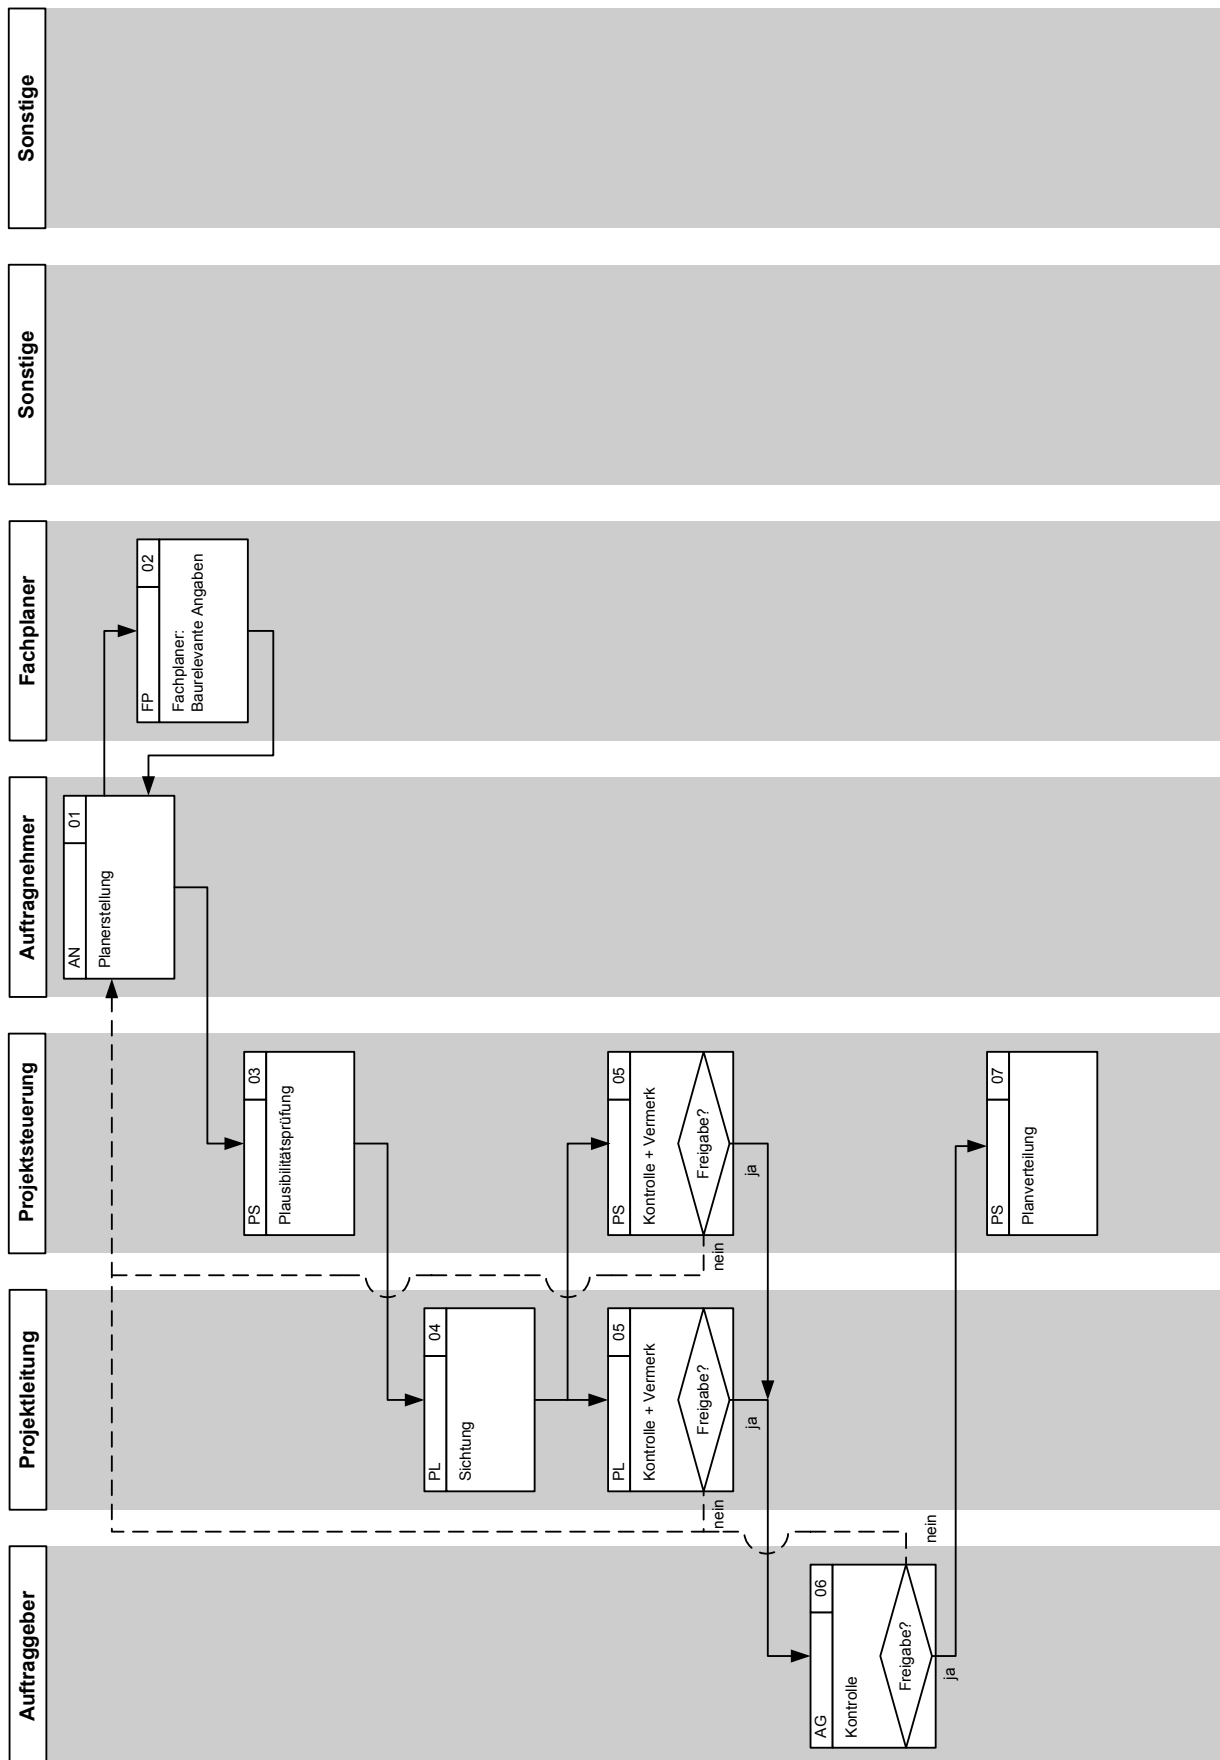 Auftraggeber
Projektleitung
Projektsteuerung
Auftragnehmer
Fachplaner
Sonstige
Sonstige
AN 01
Planerstellung
FP 02
Fachplaner:
Baurelevante Angaben
PS 03
Plausibilitätsprüfung
PL 04
Sichtung
PL 05
Kontrolle + Vermerk
Freigabe?
nein
ja
PS 05
Kontrolle + Vermerk
Freigabe?
nein
ja
AG 06
Kontrolle
Freigabe?
nein
ja
PS 07
Planverteilung